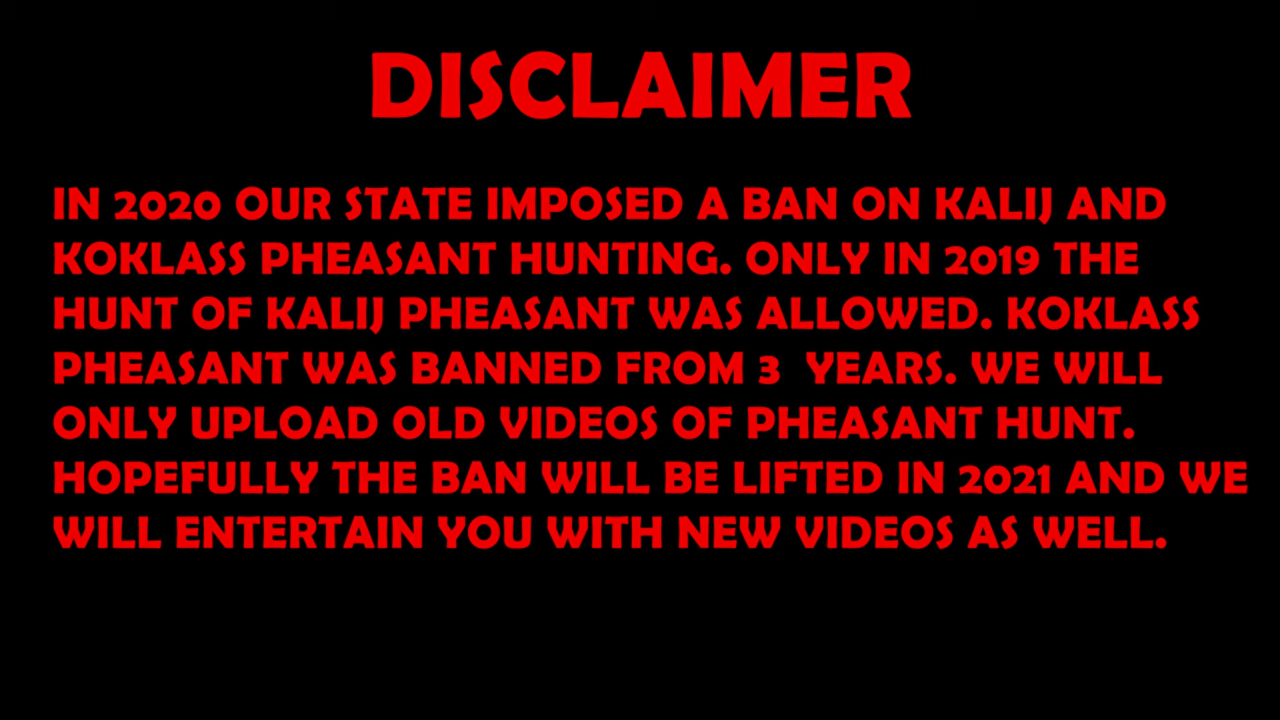 DISCLAIMER
IN 2020 OUR STATE IMPOSED A BAN ON KALIJ AND
KOKLASS PHEASANT HUNTING. ONLY IN 2019 THE
HUNT OF KALIJ PHEASANT WAS ALLOWED. KOKLASS
PHEASANT WAS BANNED FROM 3  YEARS. WE WILL
ONLY UPLOAD OLD VIDEOS OF PHEASANT HUNT.
HOPEFULLY THE BAN WILL BE LIFTED IN 2021 AND WE
WILL ENTERTAIN YOU WITH NEW VIDEOS AS WELL.